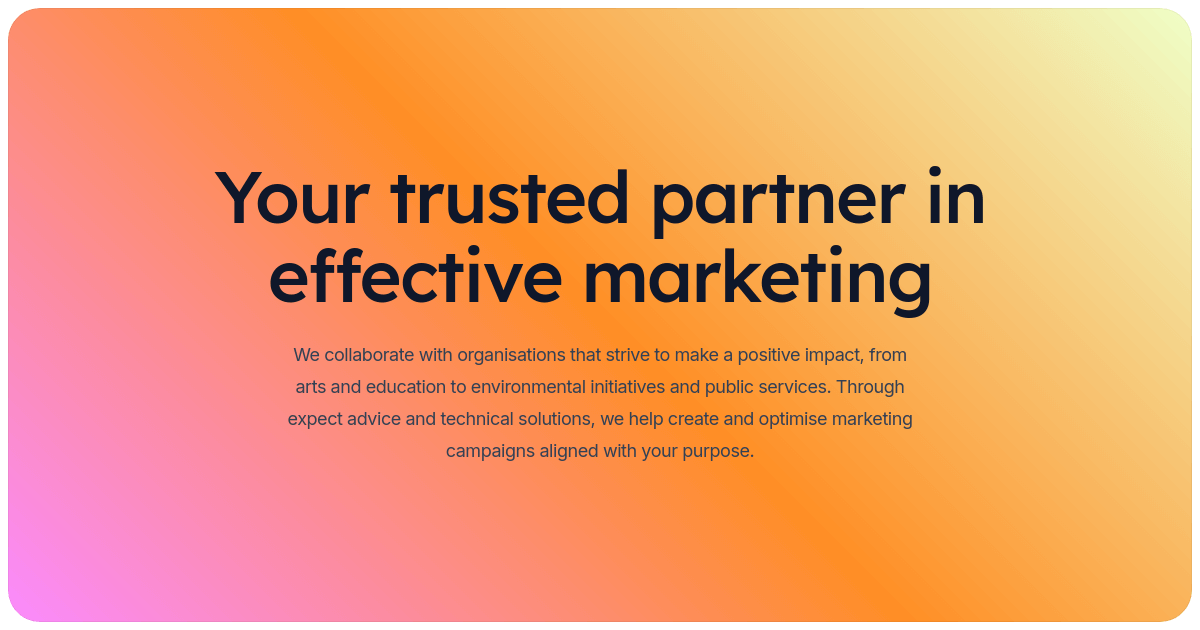 Your trusted partner in
effective marketing
We collaborate with organisations that strive to make a positive impact, from
arts and education to environmental initiatives and public services. Through
expect advice and technical solutions, we help create and optimise marketing
campaigns aligned with your purpose.